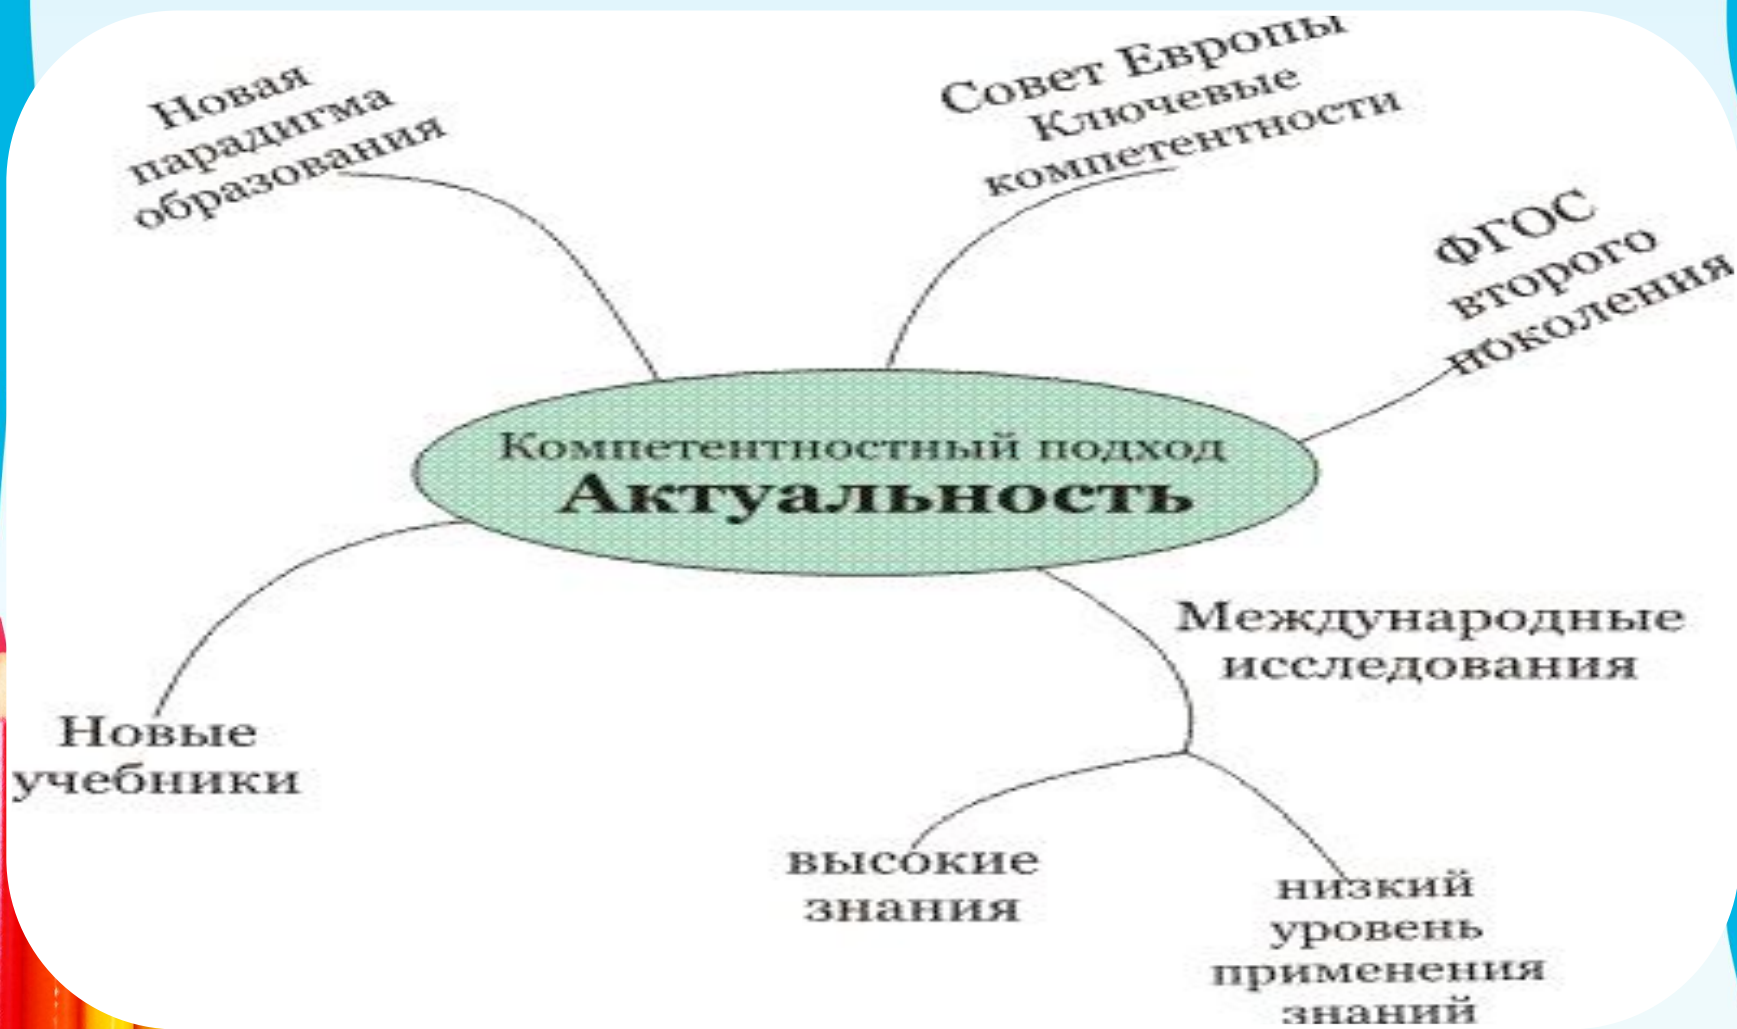 Новая
парадигма
образования
Совет Европы
Ключевые
компетентности
ФГОС
второго
поколения
Компетентностный подход
Актуальность
Международные
исследования
Новые
учебники
высокие
знания
низкий
уровень
применения
знаний